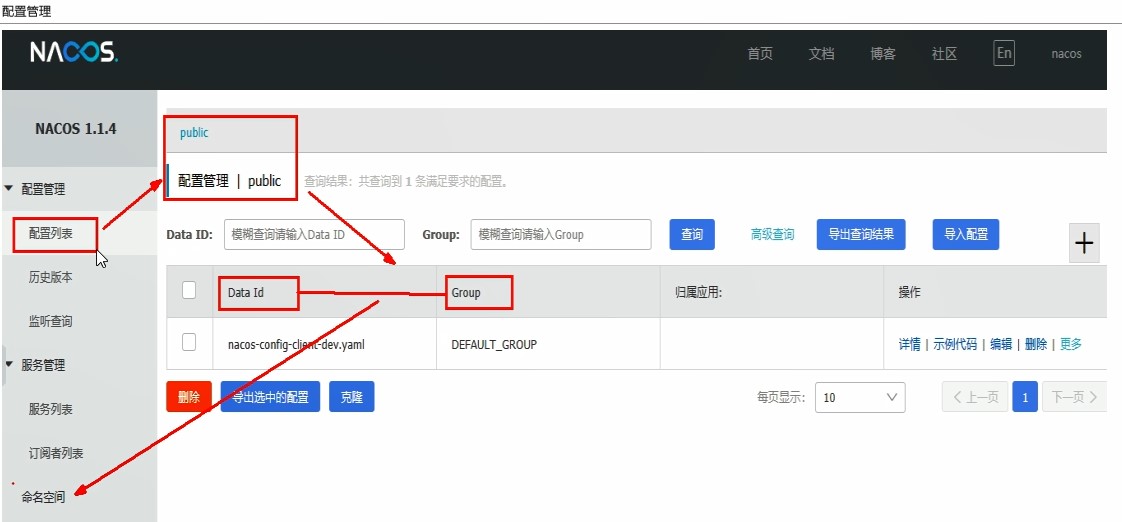 配置管理
NACOS.
首页 文档 博客 社区 En nacos
NACOS 1.1.4
public
配置管理
配置管理 | public 查询结果：共查询到 1 条满足要求的配置。
配置列表
Data ID: 模糊查询请输入Data ID Group: 模糊查询请输入Group 查询 高级查询 导出查询结果 导入配置 +
历史版本
Data Id Group 归属应用: 操作
监听查询
nacos-config-client-dev.yaml DEFAULT_GROUP 详情 | 示例代码 | 编辑 | 删除 | 更多
服务管理
删除 导出选中的配置 克隆 每页显示: 10 < 上一页 1 下一页 >
服务列表
订阅者列表
命名空间